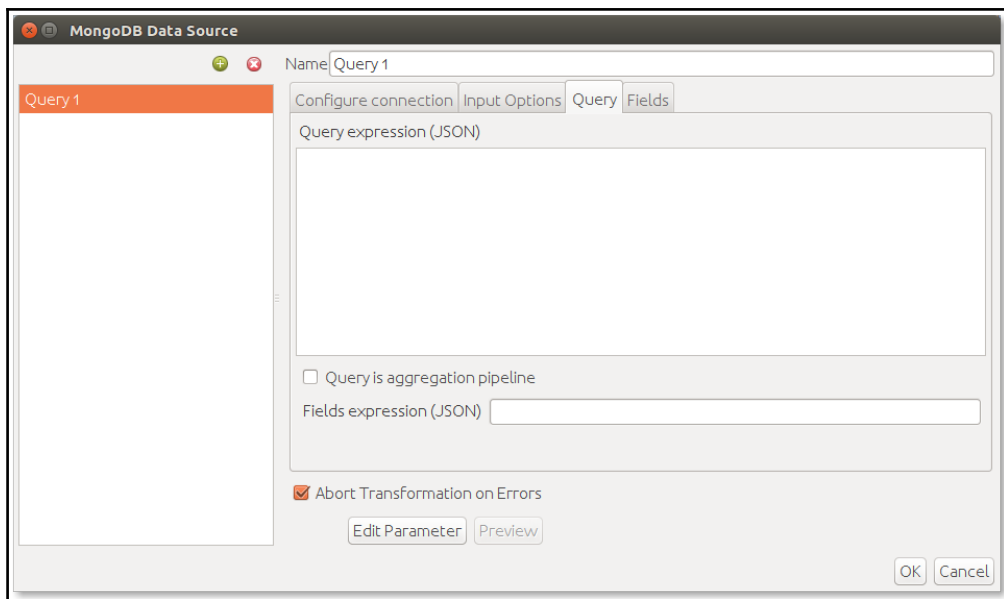 MongoDB Data Source
Name Query 1
Query 1
Configure connection Input Options Query Fields
Query expression (JSON)
Query is aggregation pipeline
Fields expression (JSON)
Abort Transformation on Errors
Edit Parameter Preview
OK Cancel